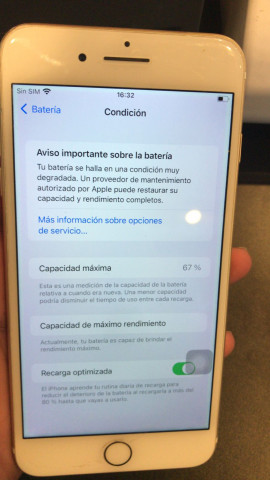 Sin SIM
16:32
Batería
Condición
Aviso importante sobre la batería
Tu batería se halla en una condición muy
degradada. Un proveedor de mantenimiento
autorizado por Apple puede restaurar su
capacidad y rendimiento completos.
Más información sobre opciones
de servicio...
Capacidad máxima
67 %
Esta es una medición de la capacidad de la batería
relativa a cuando era nueva. Una menor capacidad
podría disminuir el tiempo de uso entre cada recarga.
Capacidad de máximo rendimiento
Actualmente, tu batería es capaz de brindar el
rendimiento máximo.
Recarga optimizada
El iPhone aprende tu rutina diaria de recarga para
reducir el deterioro de la batería al recargarla a más del
80 % hasta que vayas a usarlo.